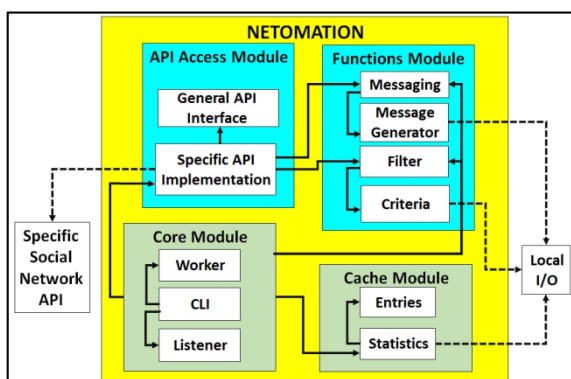 NETOMATION
API Access Module
General API
Interface
Specific API
Implementation
Functions Module
Messaging
Message
Generator
Filter
Criteria
Specific
Social
Network
API
Core Module
Worker
CLI
Listener
Cache Module
Entries
Statistics
Local
I/O